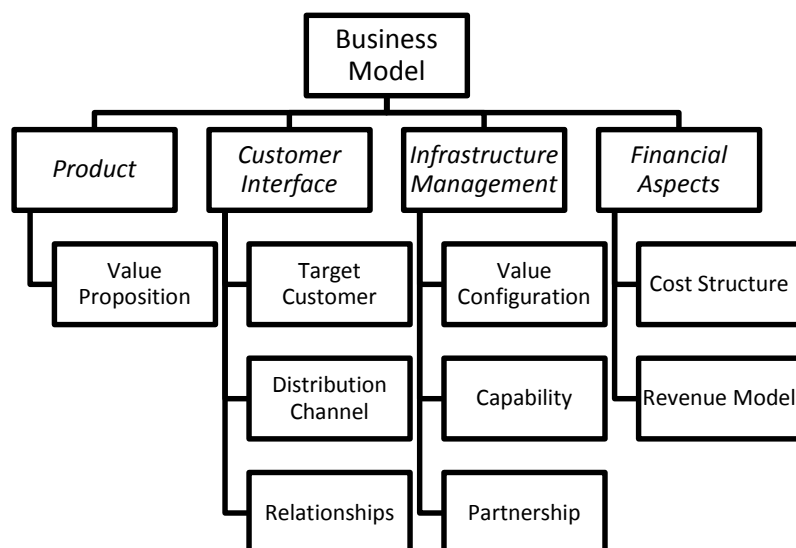 Business
Model
Product
Customer
Interface
Infrastructure
Management
Financial
Aspects
Value
Proposition
Target
Customer
Value
Configuration
Cost Structure
Distribution
Channel
Capability
Revenue Model
Relationships
Partnership